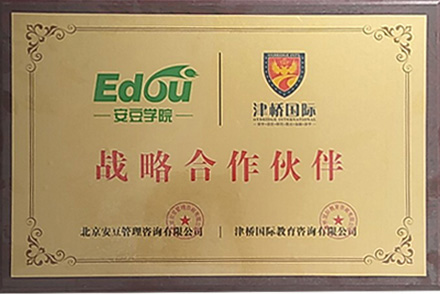 Edou
安豆学院
津桥国际
战略合作伙伴
北京安豆管理咨询有限公司
津桥国际教育咨询有限公司